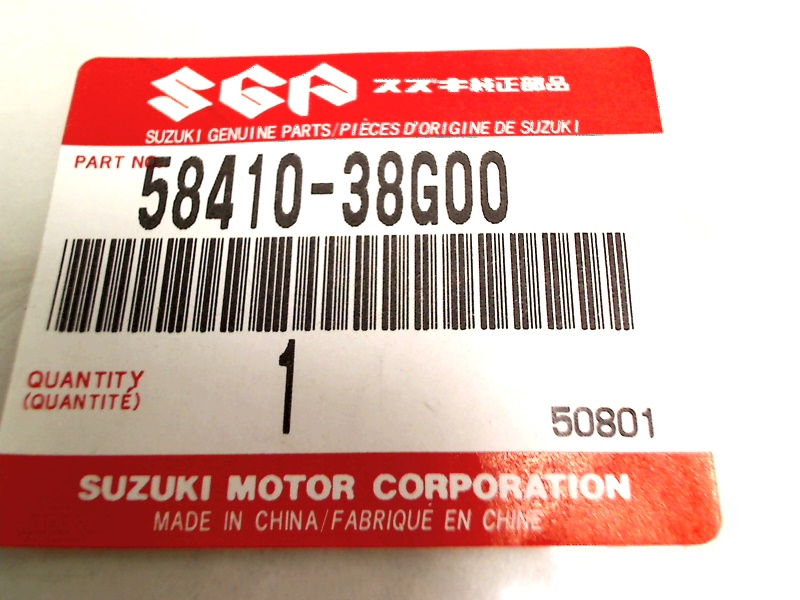 SGP スズキ純正部品
SUZUKI GENUINE PARTS/PIÈCES D'ORIGINE DE SUZUKI
PART NO.
58410-38G00
QUANTITY
(QUANTITÉ)
1
50801
SUZUKI MOTOR CORPORATION
MADE IN CHINA/FABRIQUÉ EN CHINE